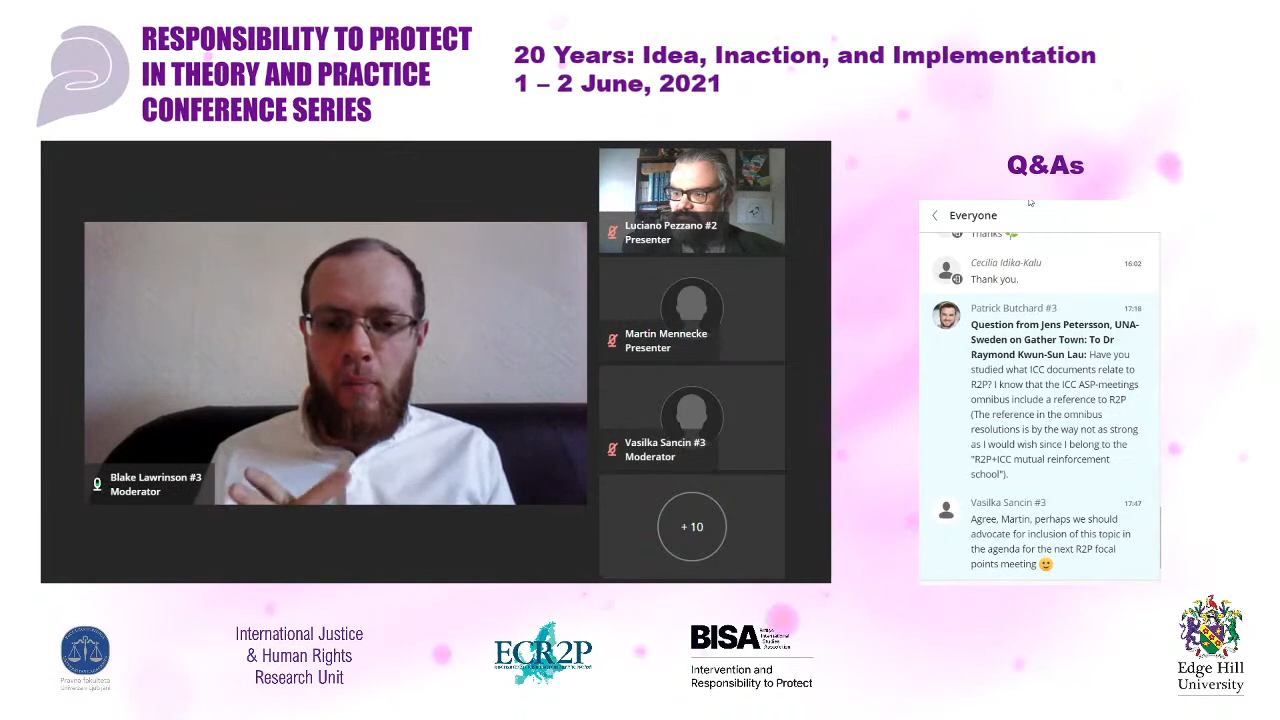 RESPONSIBILITY TO PROTECT
IN THEORY AND PRACTICE
CONFERENCE SERIES
20 Years: Idea, Inaction, and Implementation
1 – 2 June, 2021
Luciano Pezzano #2
Presenter
Martin Mennecke
Presenter
Vasilka Sancin #3
Moderator
+ 10
Blake Lawrinson #3
Moderator
Q&As
Everyone
Thanks
Cecilia Idika-Kalu 16:02
Thank you.
Patrick Butchard #3 17:18
Question from Jens Petersson, UNA-
Sweden on Gather Town: To Dr
Raymond Kwun-Sun Lau: Have you
studied what ICC documents relate to
R2P? I know that the ICC ASP-meetings
omnibus include a reference to R2P
(The reference in the omnibus
resolutions is by the way not as strong
as I would wish since I belong to the
"R2P+ICC mutual reinforcement
school").
Vasilka Sancin #3 17:47
Agree, Martin, perhaps we should
advocate for inclusion of this topic in
the agenda for the next R2P focal
points meeting
Pravna fakulteta
International Justice
& Human Rights
Research Unit
ECR2P
BISA
British
International
Studies
Association
Intervention and
Responsibility to Protect
Edge Hill
University